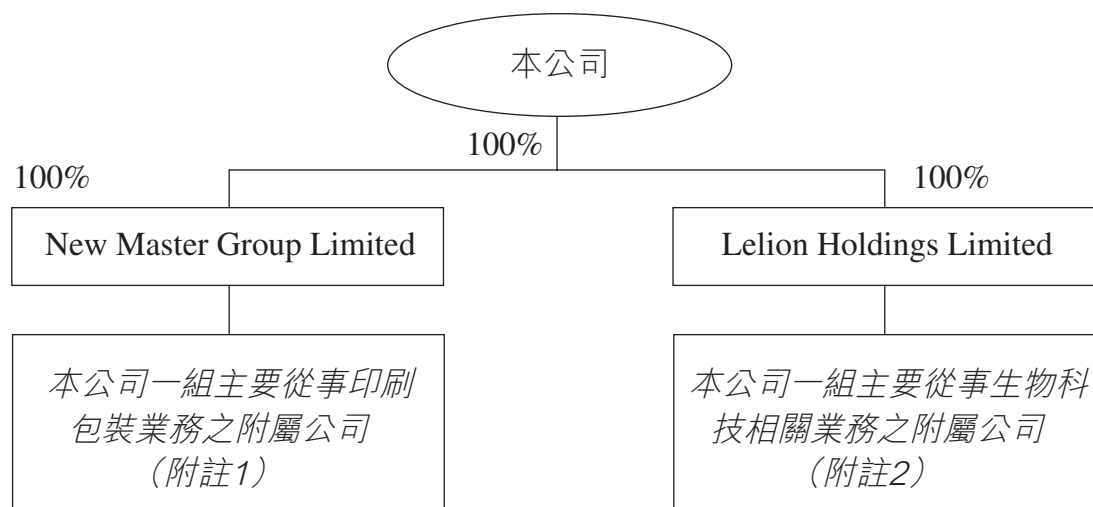 本公司
100%
100%
100%
New Master Group Limited
Lelion Holdings Limited
本公司一組主要從事印刷
包裝業務之附屬公司
（附註1）
本公司一組主要從事生物科
技相關業務之附屬公司
（附註2）